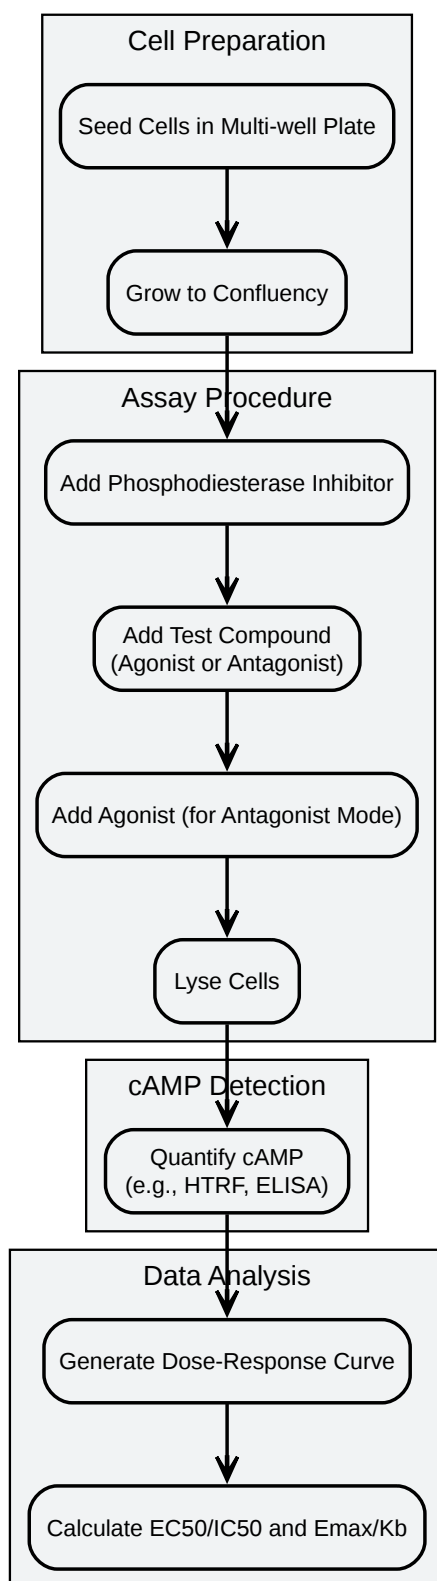 Cell Preparation
Seed Cells in Multi-well Plate
Grow to Confluency
Assay Procedure
Add Phosphodiesterase Inhibitor
Add Test Compound
(Agonist or Antagonist)
Add Agonist (for Antagonist Mode)
Lyse Cells
cAMP Detection
Quantify cAMP
(e.g., HTRF, ELISA)
Data Analysis
Generate Dose-Response Curve
Calculate EC50/IC50 and Emax/Kb